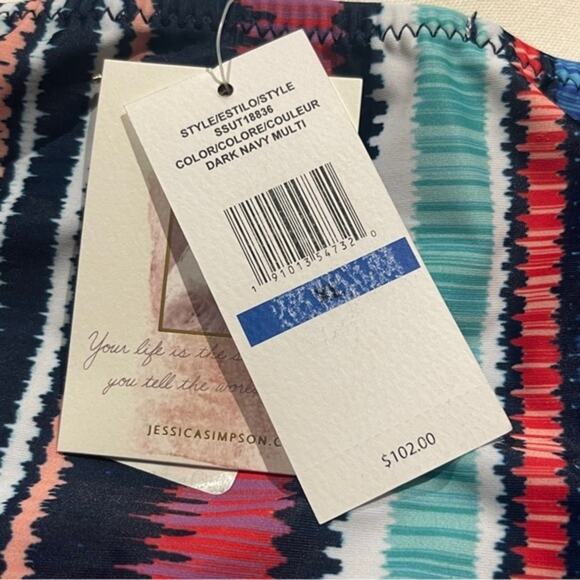 STYLE/ESTILO/STYLE
SSUT18836
COLOR/COLORE/COULEUR
DARK NAVY MULTI
1 91013 54732 0
$102.00
Your life is the
you tell the
JESSICASIMPSON.C